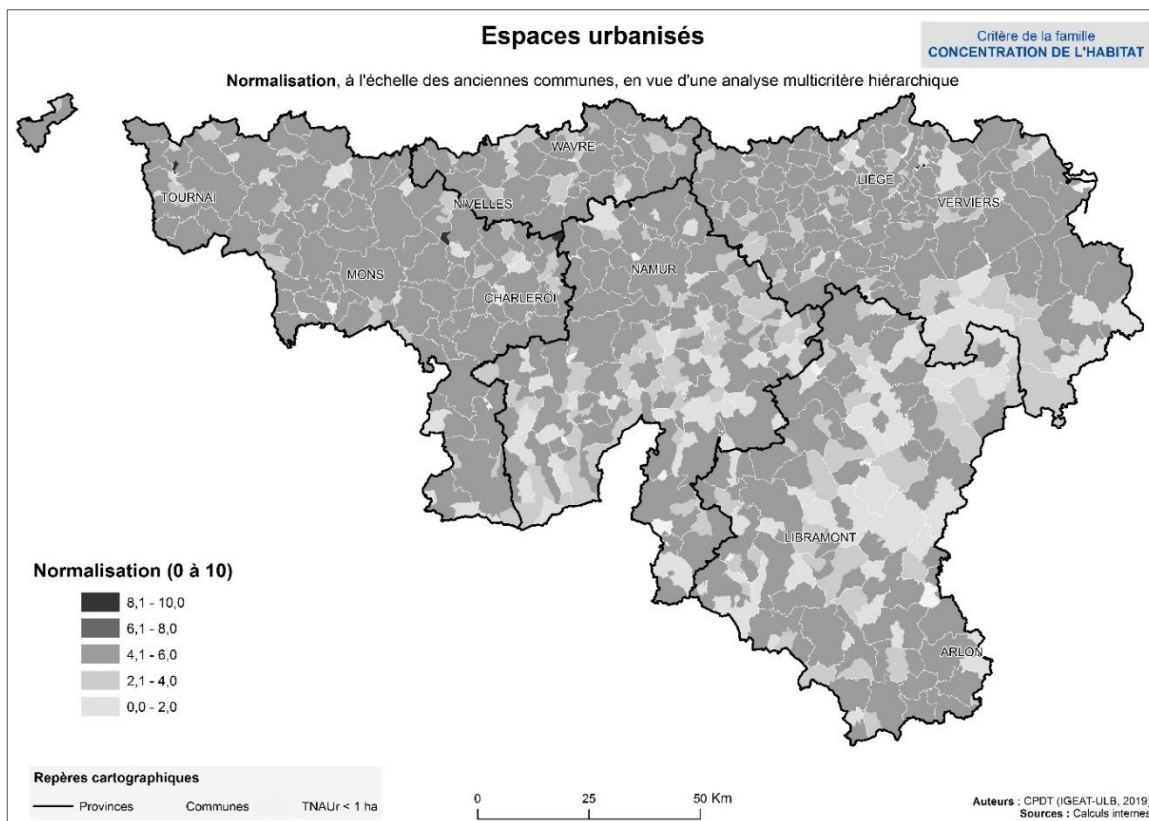 Espaces urbanisés
Critère de la famille
CONCENTRATION DE L'HABITAT
Normalisation, à l'échelle des anciennes communes, en vue d'une analyse multicritère hiérarchique
WAVRE
LIÈGE
TOURNAI
NIVELLES
VERVIERS
NAMUR
MONS
CHARLEROI
LIBRAMONT
ARLON
Normalisation (0 à 10)
8,1 - 10,0
6,1 - 8,0
4,1 - 6,0
2,1 - 4,0
0,0 - 2,0
Repères cartographiques
Provinces Communes TNAUr < 1 ha
0 25 50 Km
Auteurs : CPDT (IGEAT-ULB, 2019)
Sources : Calculs internes